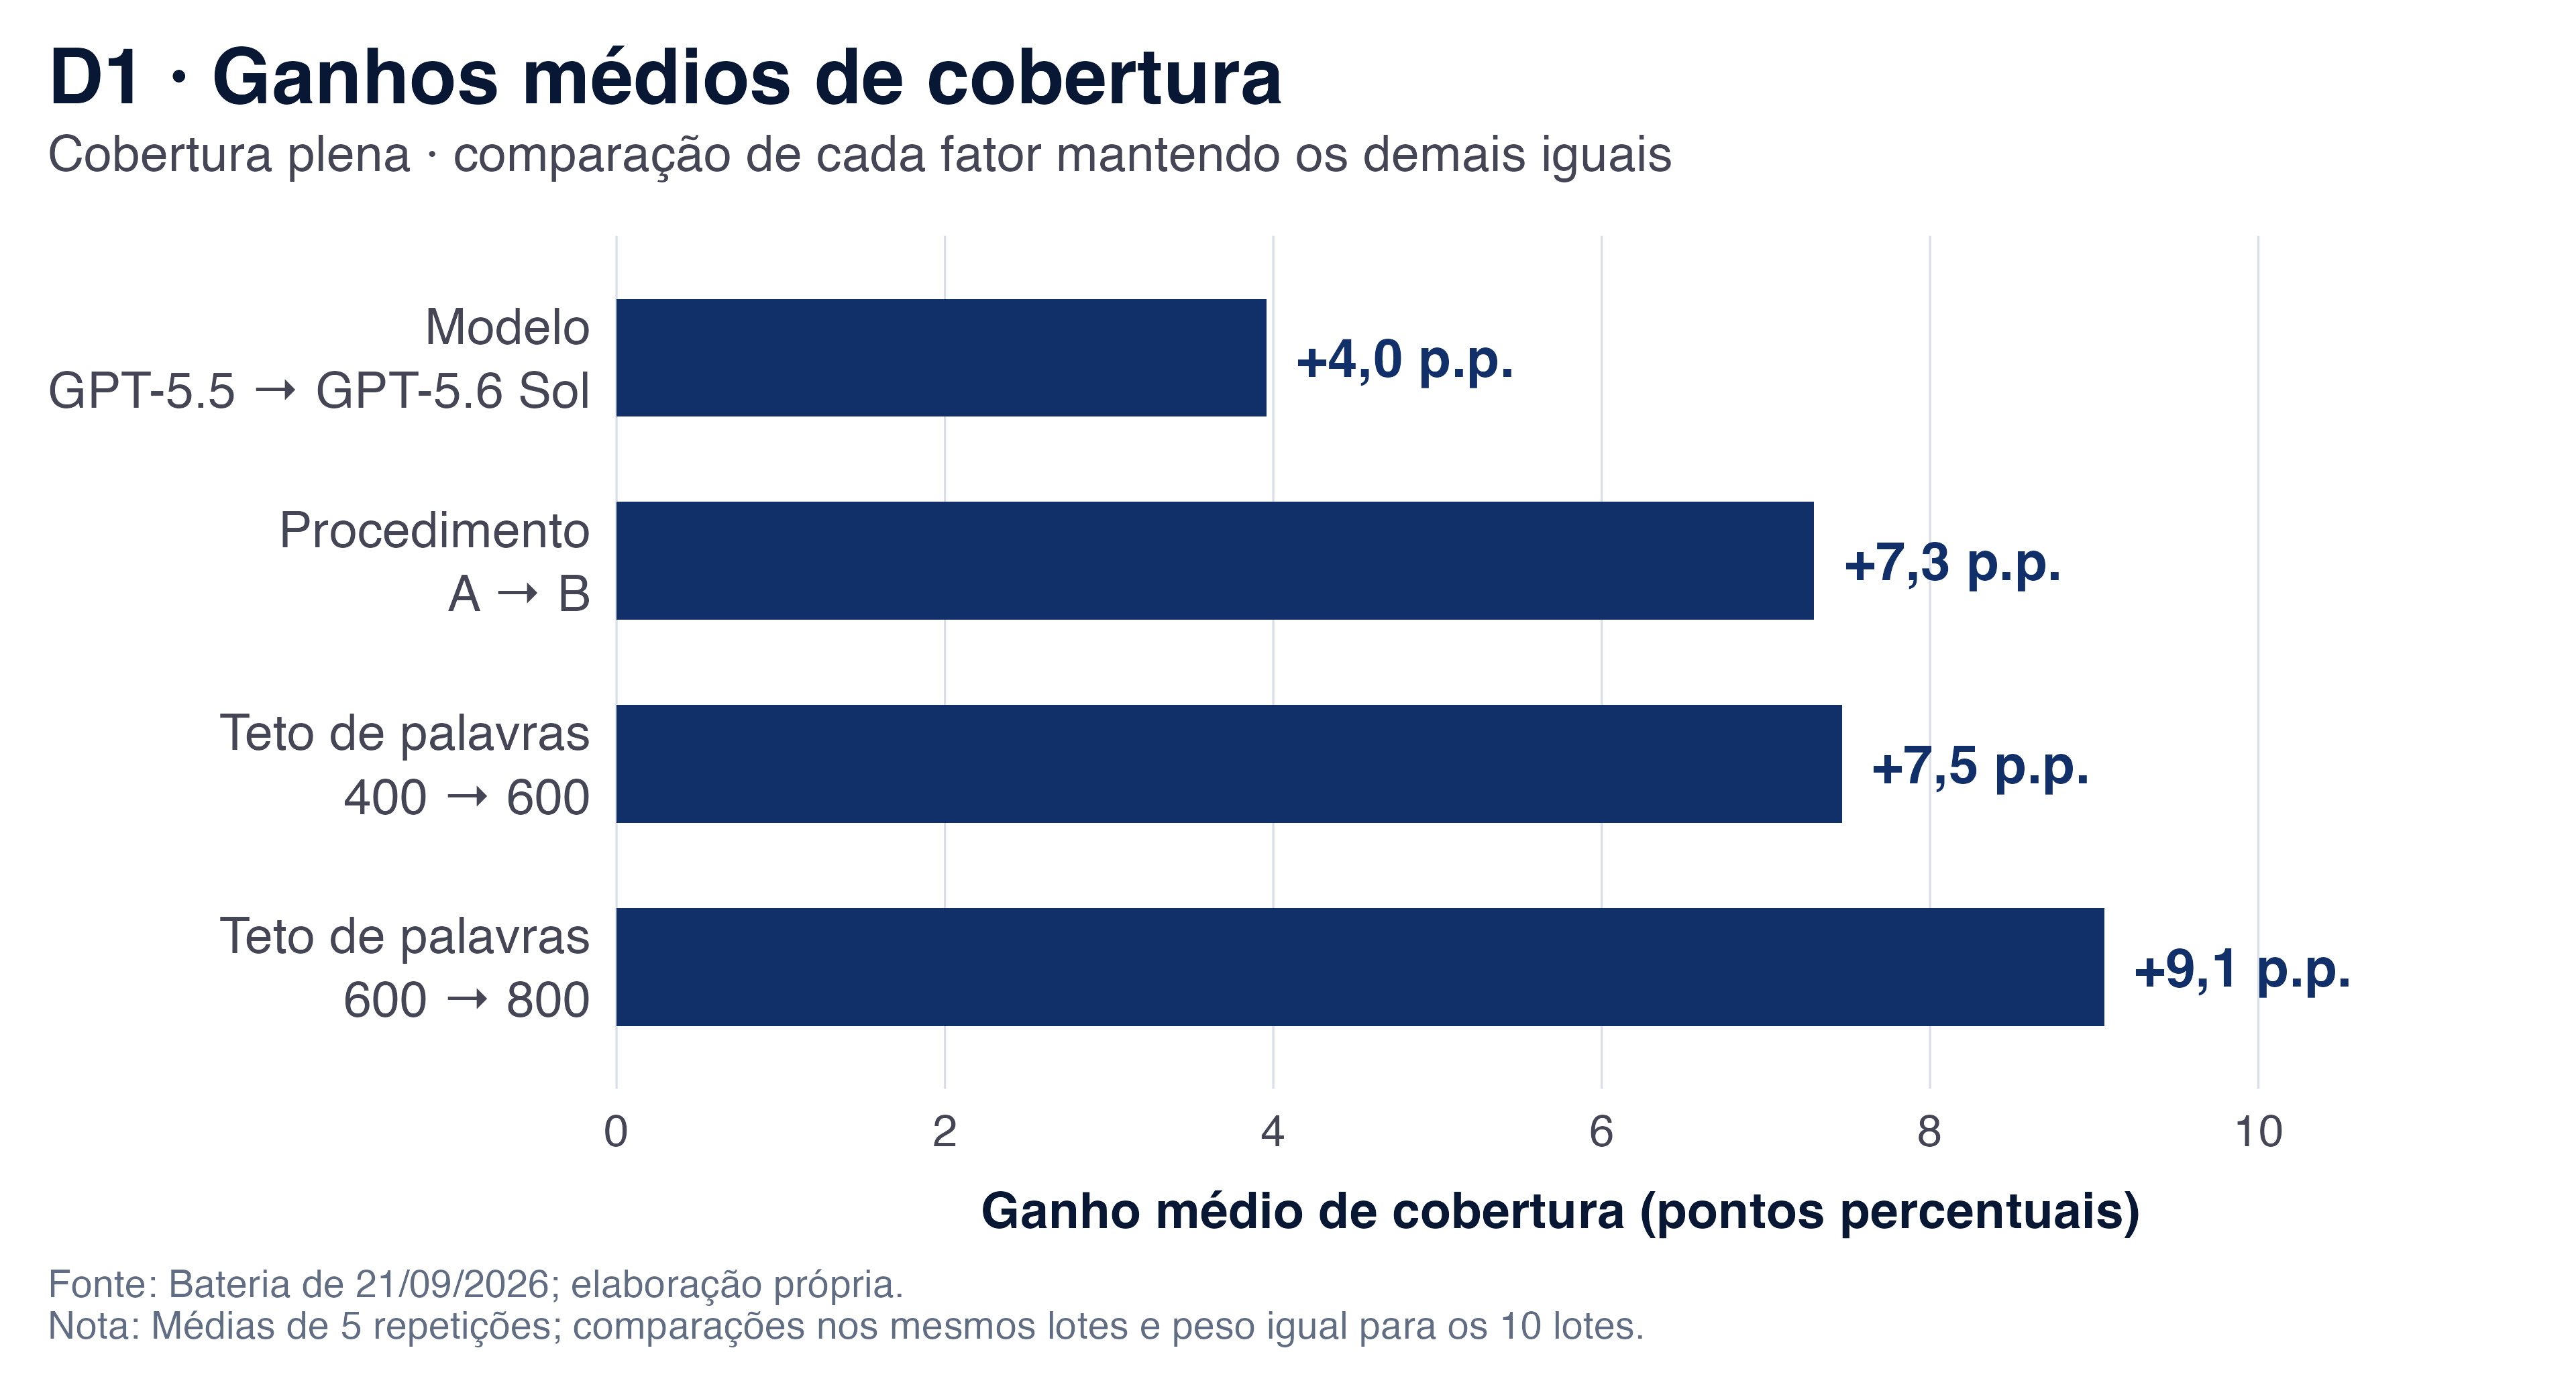 D1 · Ganhos médios de cobertura
Cobertura plena · comparação de cada fator mantendo os demais iguais
Modelo
GPT-5.5 → GPT-5.6 Sol
+4,0 p.p.
Procedimento
A → B
+7,3 p.p.
Teto de palavras
400 → 600
+7,5 p.p.
Teto de palavras
600 → 800
+9,1 p.p.
0 2 4 6 8 10
Ganho médio de cobertura (pontos percentuais)
Fonte: Bateria de 21/09/2026; elaboração própria.
Nota: Médias de 5 repetições; comparações nos mesmos lotes e peso igual para os 10 lotes.